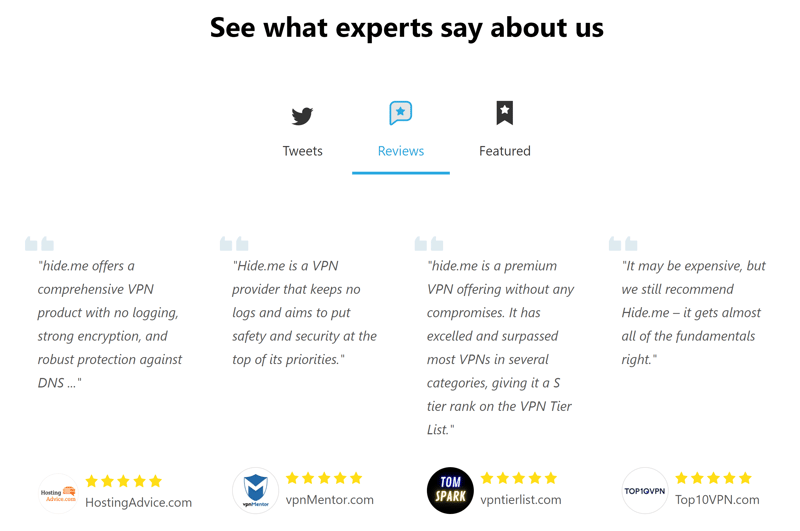 See what experts say about us
Tweets
Reviews
Featured
"hide.me offers a
comprehensive VPN
product with no logging,
strong encryption, and
robust protection against
DNS ..."
"Hide.me is a VPN
provider that keeps no
logs and aims to put
safety and security at the
top of its priorities."
"hide.me is a premium
VPN offering without any
compromises. It has
excelled and surpassed
most VPNs in several
categories, giving it a S
tier rank on the VPN Tier
List."
"It may be expensive, but
we still recommend
Hide.me – it gets almost
all of the fundamentals
right."
Hosting
Advice.com
HostingAdvice.com
vpnMentor
vpnMentor.com
TOM
SPARK
vpntierlist.com
TOP10VPN
Top10VPN.com